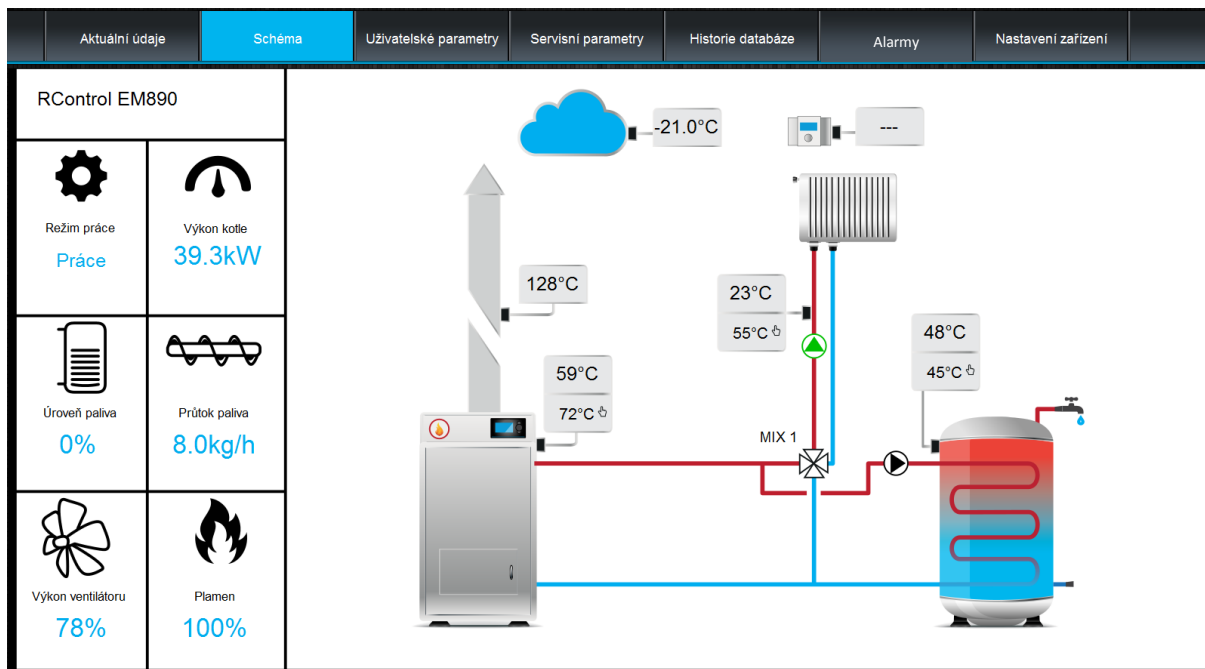 Aktuální údaje
Schéma
Uživatelské parametry
Servisní parametry
Historie databáze
Alarmy
Nastavení zařízení
RControl EM890
Režim práce
Práce
Výkon kotle
39.3kW
Úroveň paliva
0%
Průtok paliva
8.0kg/h
Výkon ventilátoru
78%
Plamen
100%
-21.0°C
---
128°C
23°C
55°C
59°C
72°C
48°C
45°C
MIX 1